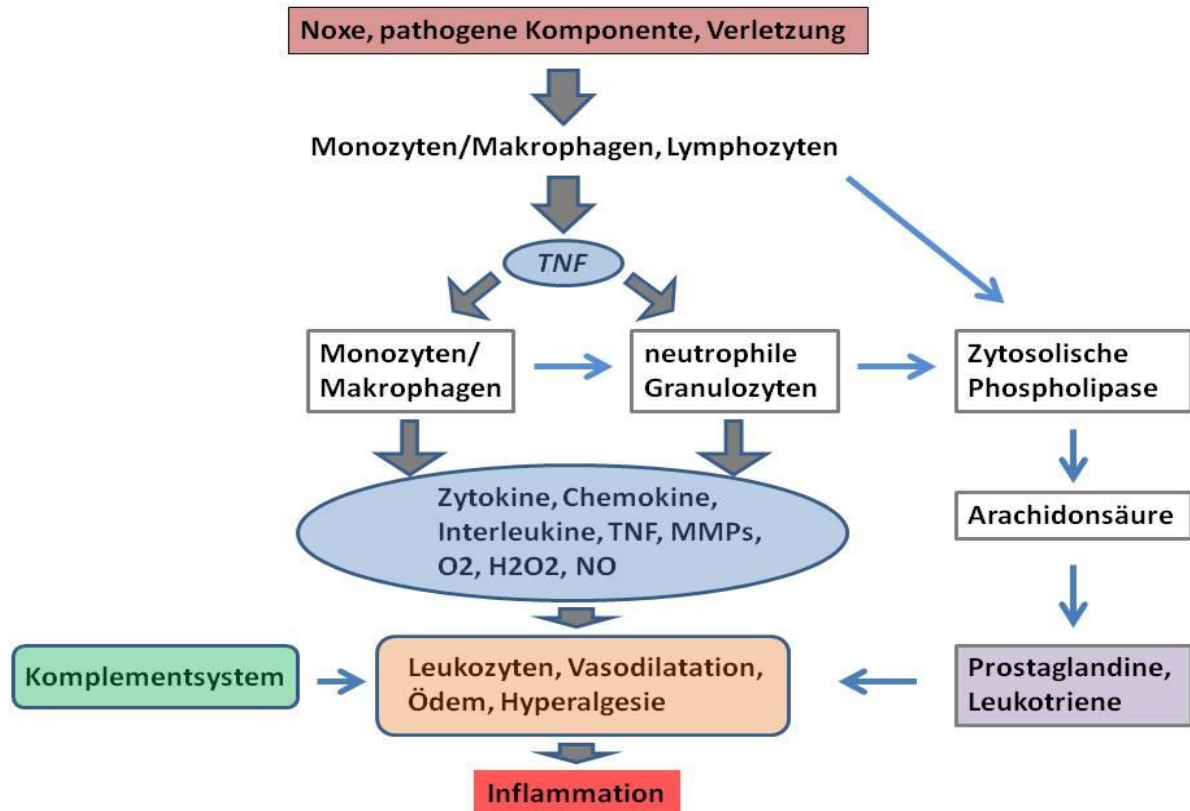 Noxe, pathogene Komponente, Verletzung
Monozyten/Makrophagen, Lymphozyten
TNF
Monozyten/
Makrophagen
neutrophile
Granulozyten
Zytosolische
Phospholipase
Zytokine, Chemokine,
Interleukine, TNF, MMPs,
O2, H2O2, NO
Arachidonsäure
Komplementsystem
Leukozyten, Vasodilatation,
Ödem, Hyperalgesie
Prostaglandine,
Leukotriene
Inflammation